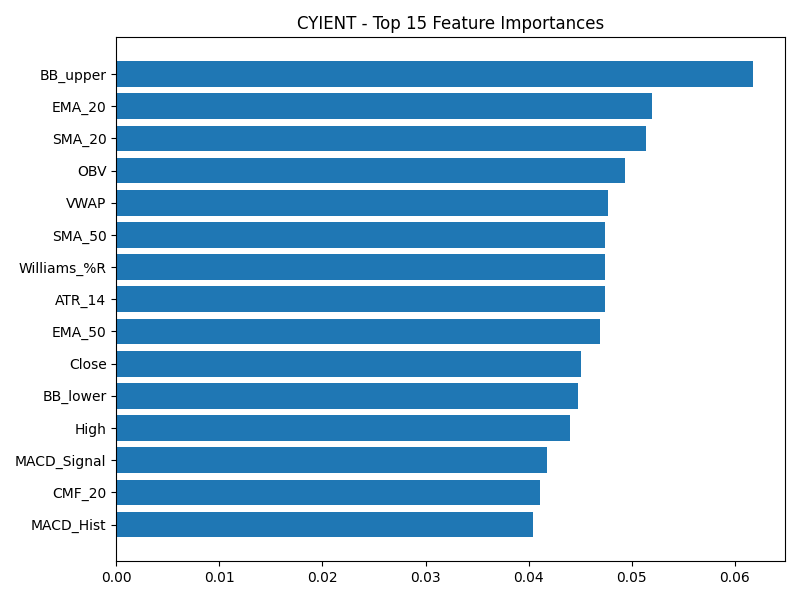 CYIENT - Top 15 Feature Importances
BB_upper
EMA_20
SMA_20
OBV
VWAP
SMA_50
Williams_%R
ATR_14
EMA_50
Close
BB_lower
High
MACD_Signal
CMF_20
MACD_Hist
0.00 0.01 0.02 0.03 0.04 0.05 0.06